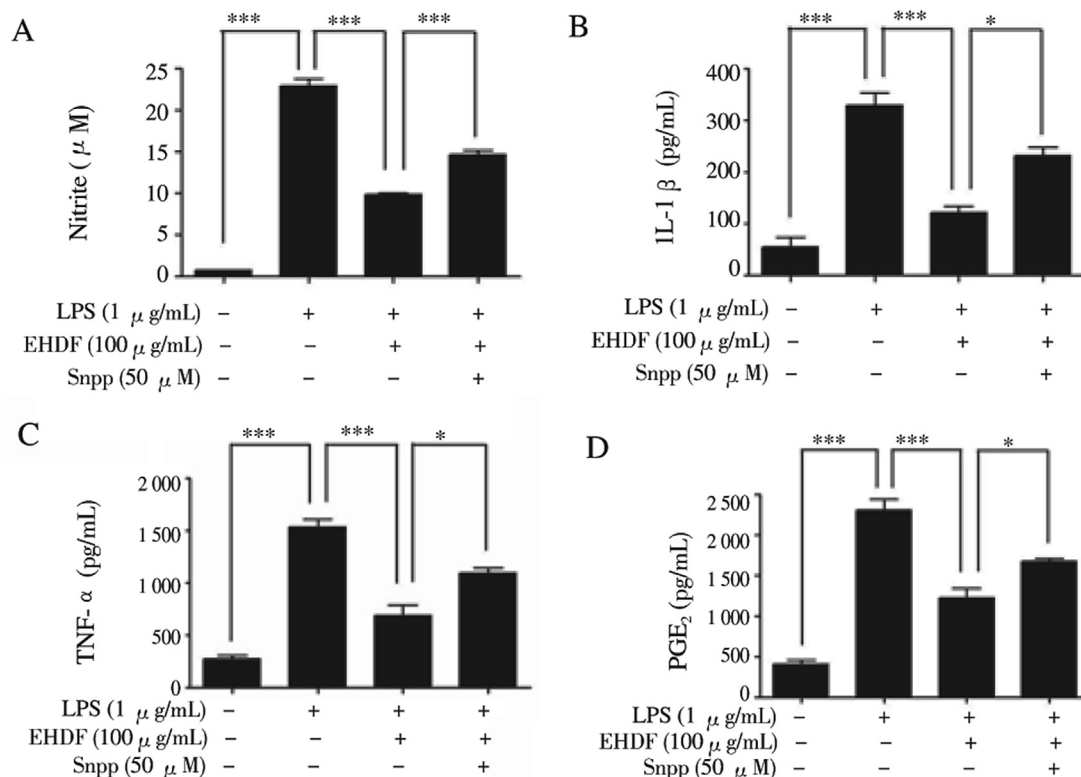 A
*** *** ***
Nitrite ( μ M)
25
20
15
10
5
0
LPS (1 μ g/mL) − + + +
EHDF (100 μ g/mL) − − + +
Snpp (50 μ M) − − − +
B
*** *** *
1L-1 β (pg/mL)
400
300
200
100
0
LPS (1 μ g/mL) − + + +
EHDF (100 μ g/mL) − − + +
Snpp (50 μ M) − − − +
C
*** *** *
TNF- α (pg/mL)
2 000
1 500
1 000
500
0
LPS (1 μ g/mL) − + + +
EHDF (100 μ g/mL) − − + +
Snpp (50 μ M) − − − +
D
*** *** *
PGE₂ (pg/mL)
2 500
2 000
1 500
1 000
500
0
LPS (1 μ g/mL) − + + +
EHDF (100 μ g/mL) − − + +
Snpp (50 μ M) − − − +